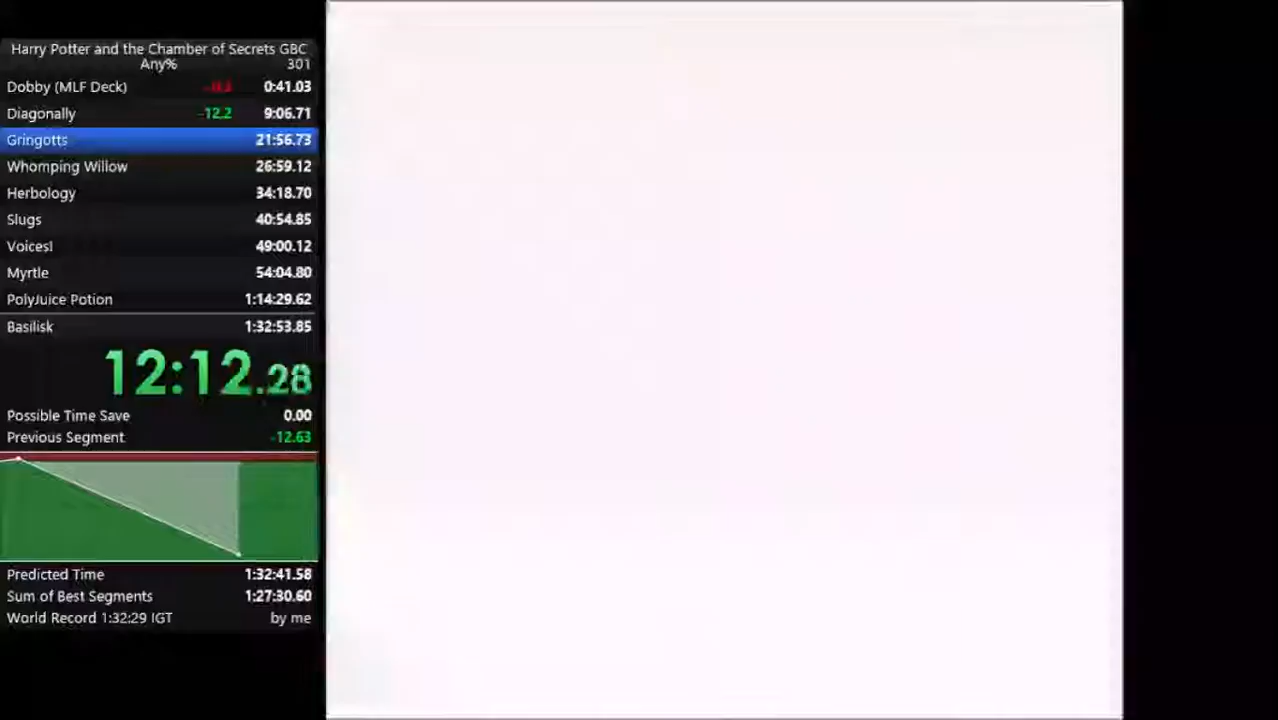 Harry Potter and the Chamber of Secrets GBC
Any% 301
Dobby (MLF Deck) 0:41.03
Diagonally -12.2 9:06.71
Gringotts 21:56.73
Whomping Willow 26:59.12
Herbology 34:18.70
Slugs 40:54.85
Voices! 49:00.12
Myrtle 54:04.80
PolyJuice Potion 1:14:29.62
Basilisk 1:32:53.85
12:12.28
Possible Time Save 0.00
Previous Segment -12.63
Predicted Time 1:32:41.58
Sum of Best Segments 1:27:30.60
World Record 1:32:29 IGT by me